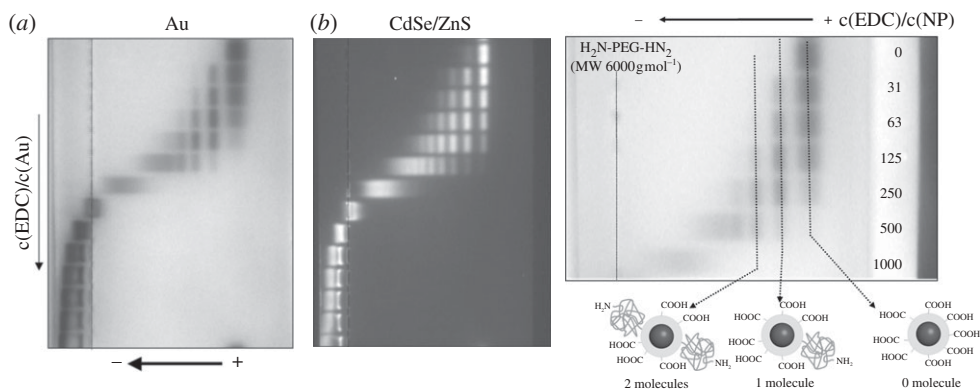 (a)
Au
c(EDC)/c(Au)
− +
(b)
CdSe/ZnS
− + c(EDC)/c(NP)
H₂N-PEG-HN₂
(MW 6000 g mol⁻¹)
0
31
63
125
250
500
1000
H₂N
COOH
COOH
HOOC
HOOC
COOH
NH₂
2 molecules
COOH
HOOC
COOH
HOOC
HOOC
COOH
NH₂
1 molecule
COOH
HOOC
COOH
HOOC
COOH
HOOC
COOH
COOH
0 molecule